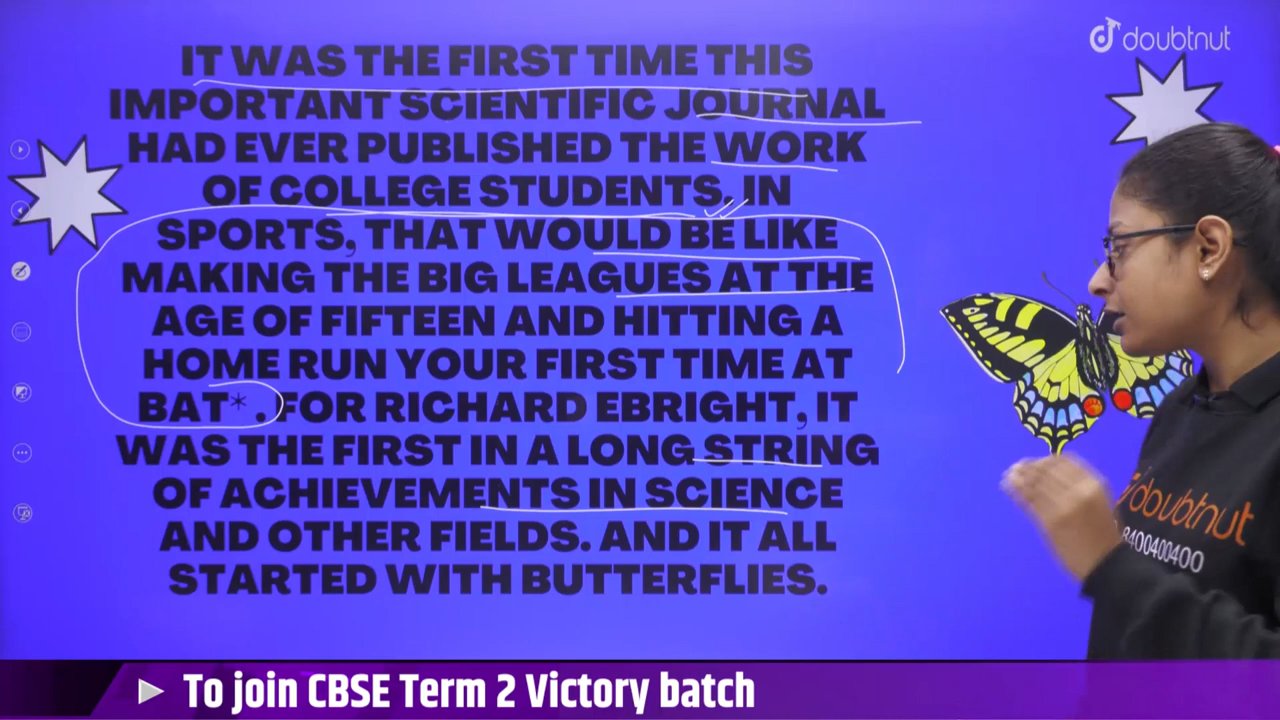 doubtnut
IT WAS THE FIRST TIME THIS
IMPORTANT SCIENTIFIC JOURNAL
HAD EVER PUBLISHED THE WORK
OF COLLEGE STUDENTS. IN
SPORTS, THAT WOULD BE LIKE
MAKING THE BIG LEAGUES AT THE
AGE OF FIFTEEN AND HITTING A
HOME RUN YOUR FIRST TIME AT
BAT*. FOR RICHARD EBRIGHT, IT
WAS THE FIRST IN A LONG STRING
OF ACHIEVEMENTS IN SCIENCE
AND OTHER FIELDS. AND IT ALL
STARTED WITH BUTTERFLIES.
doubtnut
8400400400
To join CBSE Term 2 Victory batch